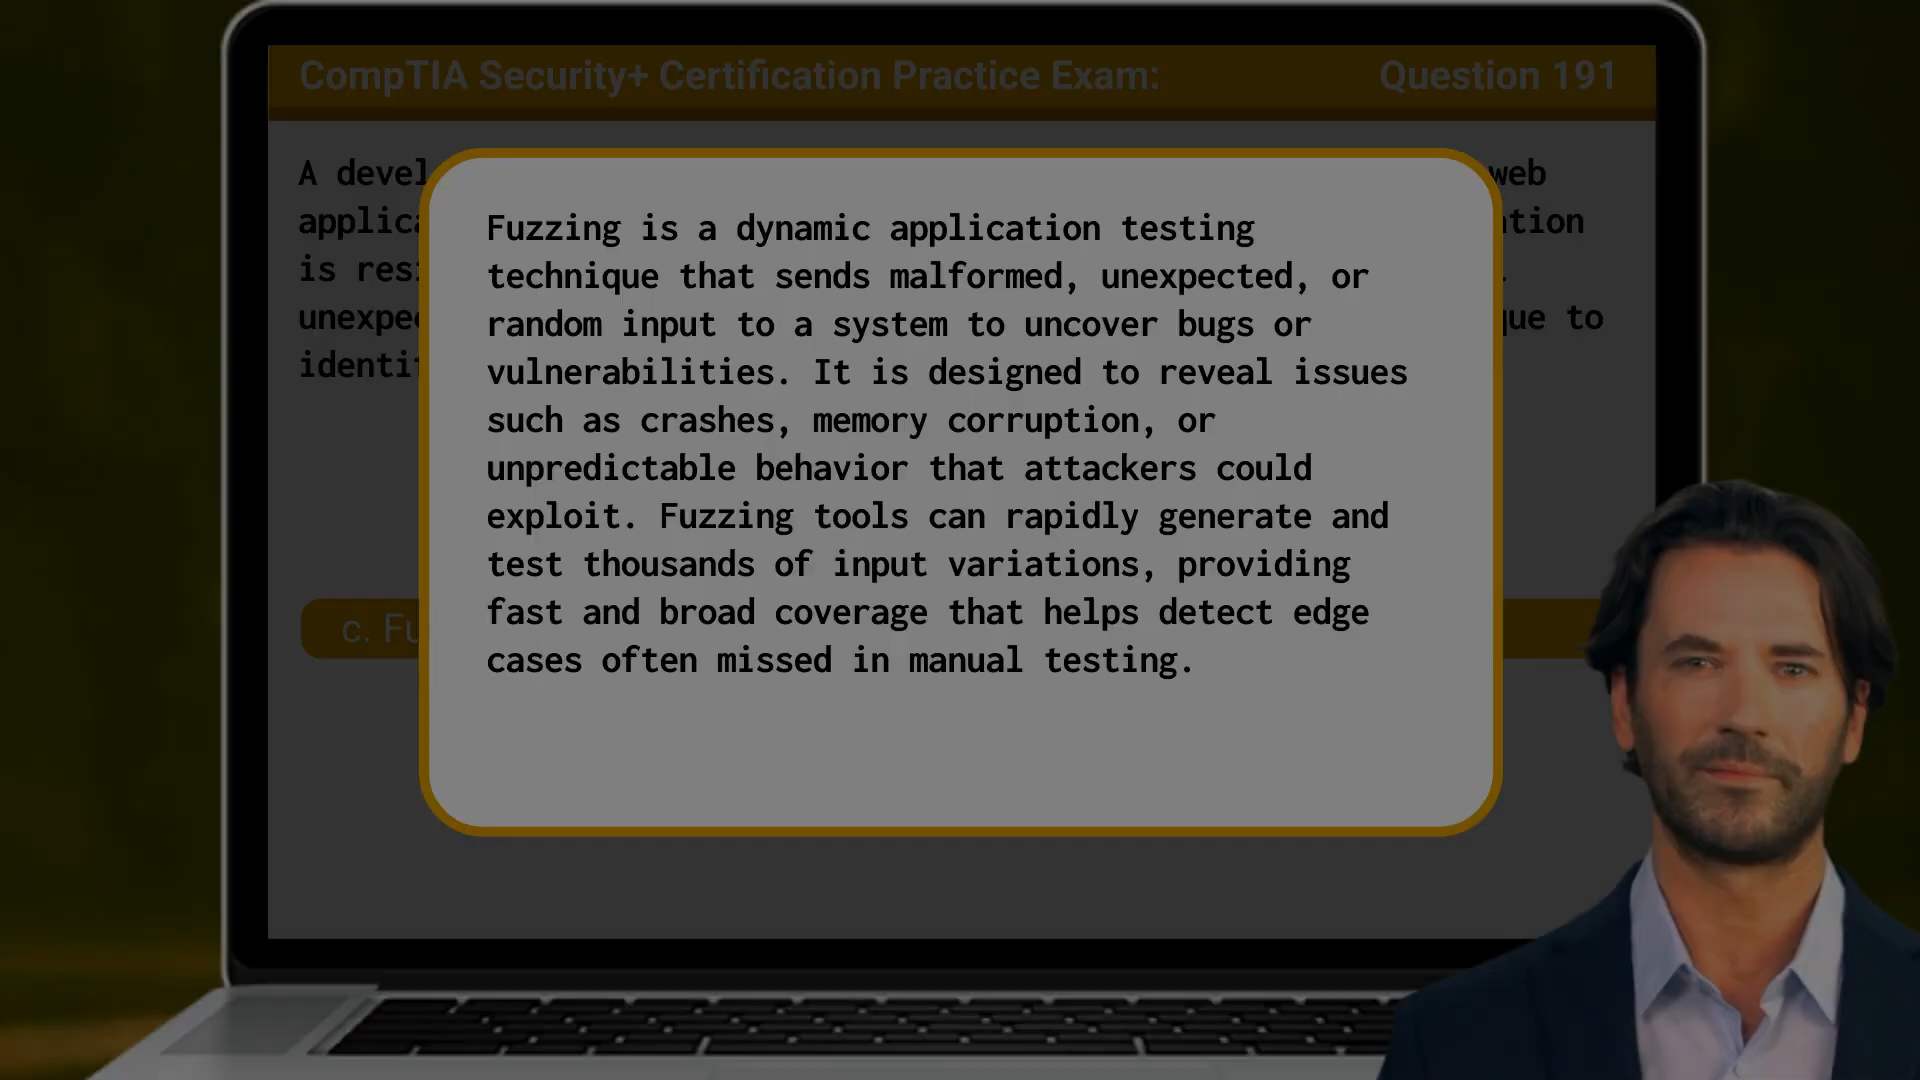 CompTIA Security+ Certification Practice Exam: Question 191
A devel web
applica ation
is res
unexpe que to
identi
Fuzzing is a dynamic application testing
technique that sends malformed, unexpected, or
random input to a system to uncover bugs or
vulnerabilities. It is designed to reveal issues
such as crashes, memory corruption, or
unpredictable behavior that attackers could
exploit. Fuzzing tools can rapidly generate and
test thousands of input variations, providing
fast and broad coverage that helps detect edge
cases often missed in manual testing.
c. Fu